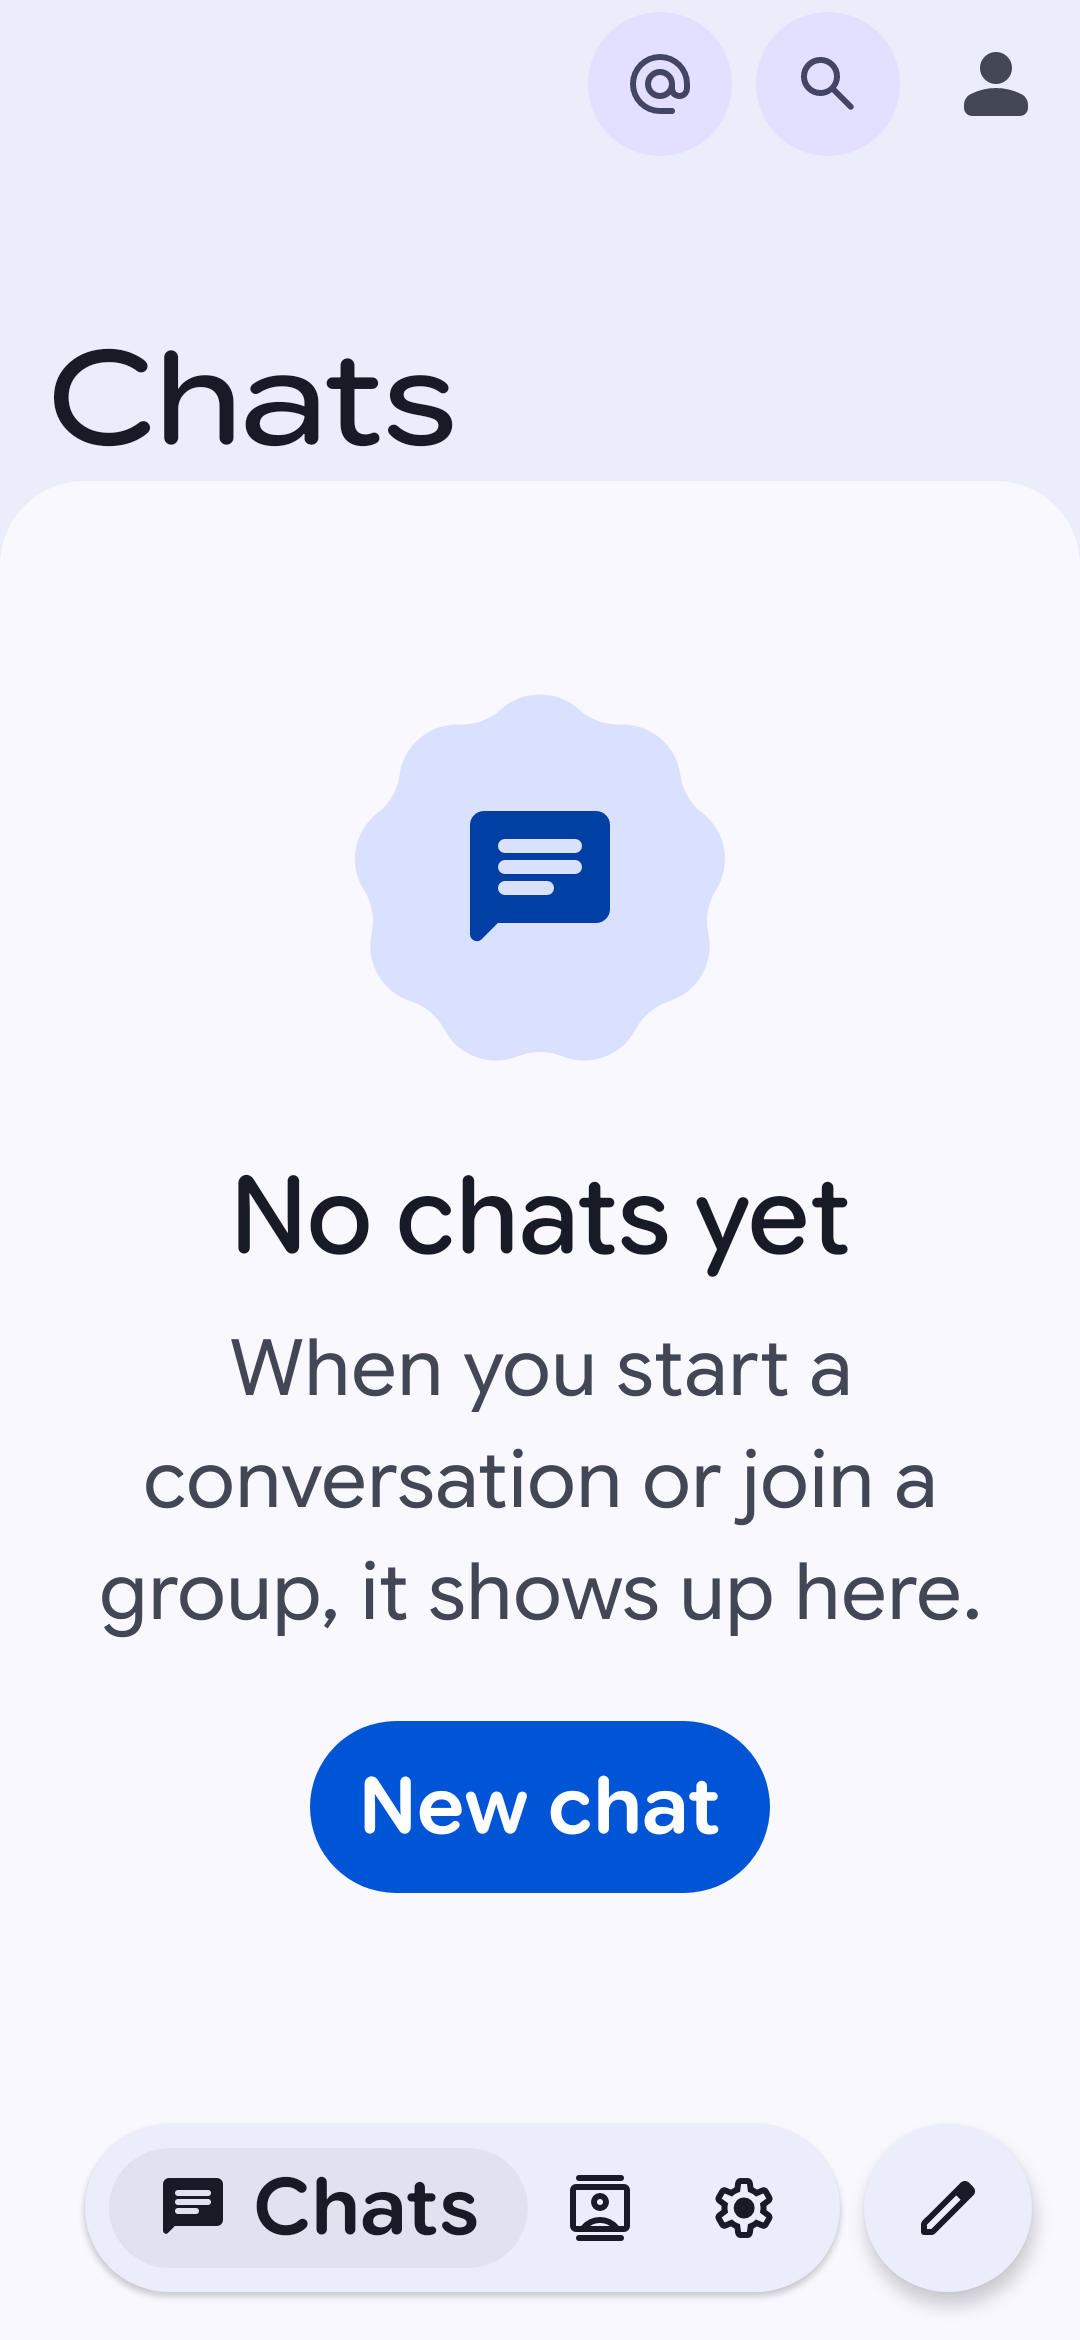 Chats
No chats yet
When you start a
conversation or join a
group, it shows up here.
New chat
Chats